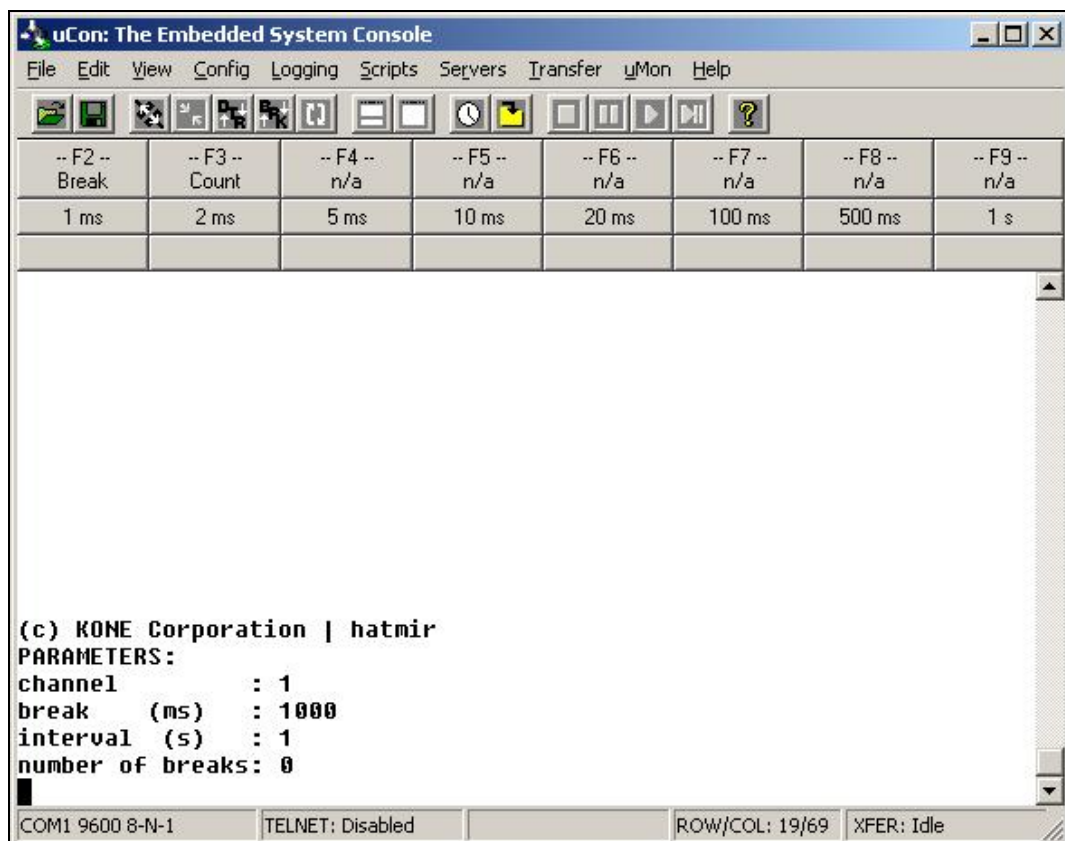 uCon: The Embedded System Console
File Edit View Config Logging Scripts Servers Transfer uMon Help
DTR BRK
-- F2 -- -- F3 -- -- F4 -- -- F5 -- -- F6 -- -- F7 -- -- F8 -- -- F9 --
Break Count n/a n/a n/a n/a n/a n/a
1 ms 2 ms 5 ms 10 ms 20 ms 100 ms 500 ms 1 s
(c) KONE Corporation | hatmir
PARAMETERS:
channel : 1
break (ms) : 1000
interval (s) : 1
number of breaks: 0
COM1 9600 8-N-1 TELNET: Disabled ROW/COL: 19/69 XFER: Idle